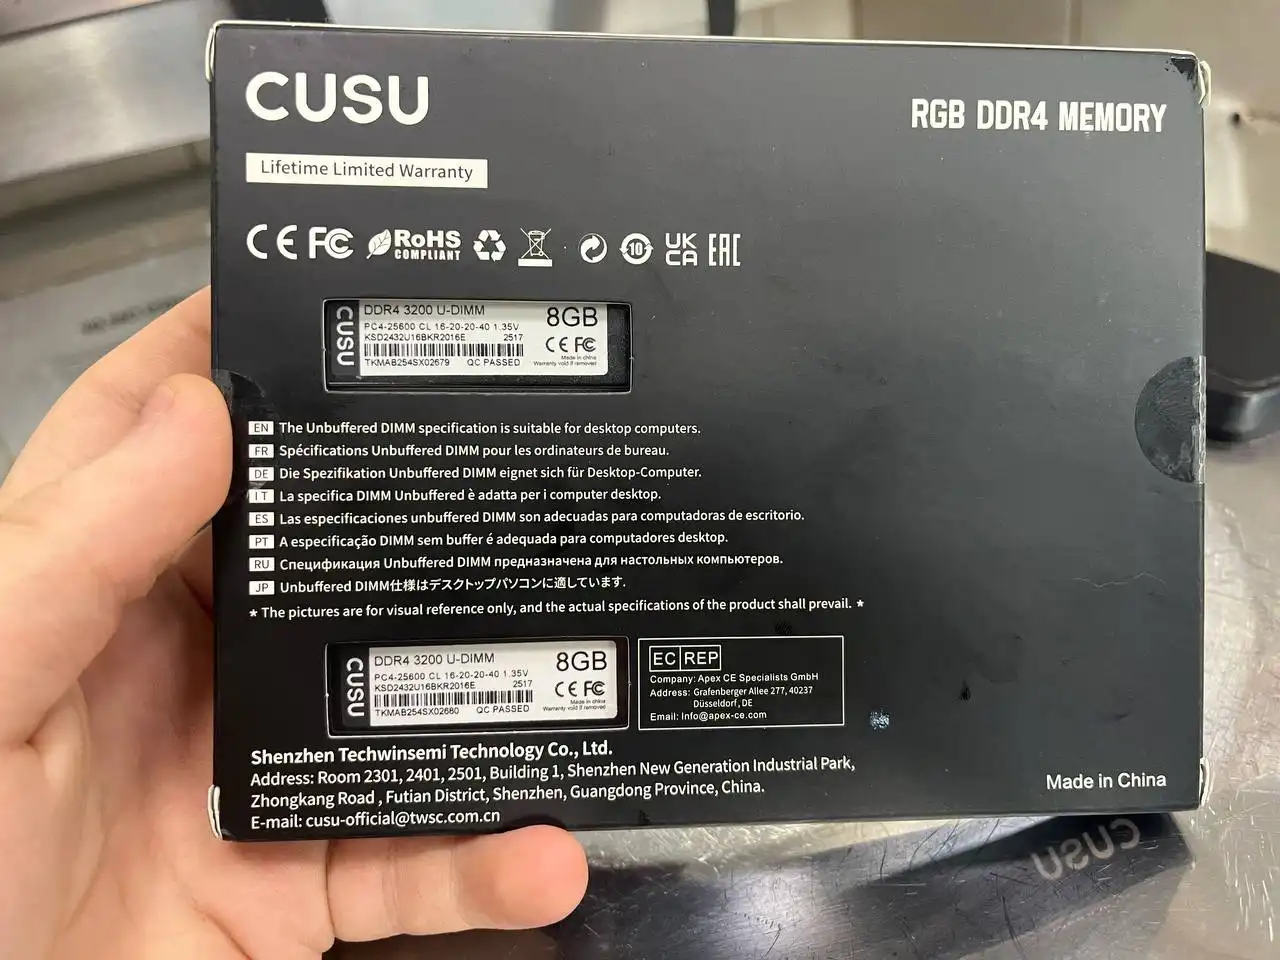 CUSU
RGB DDR4 MEMORY
Lifetime Limited Warranty
CE FC RoHS COMPLIANT 10 UK CA EAC
CUSU
DDR4 3200 U-DIMM 8GB
PC4-25600 CL 16-20-20-40 1.35V
KSD2432U16BKR2016E 2517
CE FC
TKMAB254SX02679 QC PASSED
Made in china
Warranty void if removed
EN The Unbuffered DIMM specification is suitable for desktop computers.
FR Spécifications Unbuffered DIMM pour les ordinateurs de bureau.
DE Die Spezifikation Unbuffered DIMM eignet sich für Desktop-Computer.
IT La specifica DIMM Unbuffered è adatta per i computer desktop.
ES Las especificaciones unbuffered DIMM son adecuadas para computadoras de escritorio.
PT A especificação DIMM sem buffer é adequada para computadores desktop.
RU Спецификация Unbuffered DIMM предназначена для настольных компьютеров.
JP Unbuffered DIMM仕様はデスクトップパソコンに適しています.
* The pictures are for visual reference only, and the actual specifications of the product shall prevail. *
CUSU
DDR4 3200 U-DIMM 8GB
PC4-25600 CL 16-20-20-40 1.35V
KSD2432U16BKR2016E 2517
CE FC
TKMAB254SX02680 QC PASSED
Made in china
Warranty void if removed
EC REP
Company: Apex CE Specialists GmbH
Address: Grafenberger Allee 277, 40237
Düsseldorf, DE
Email: Info@apex-ce.com
Shenzhen Techwinsemi Technology Co., Ltd.
Address: Room 2301, 2401, 2501, Building 1, Shenzhen New Generation Industrial Park,
Zhongkang Road , Futian District, Shenzhen, Guangdong Province, China.
E-mail: cusu-official@twsc.com.cn
Made in China
CUSU